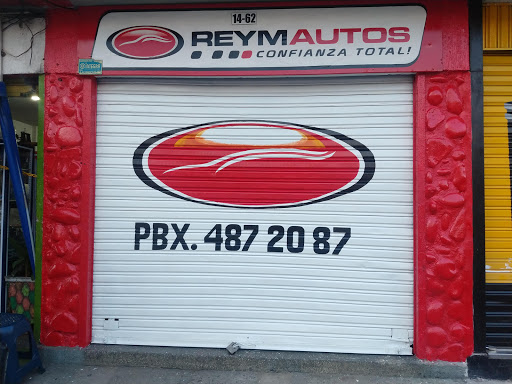 14-62
REYMAUTOS
CONFIANZA TOTAL!
PBX. 487 20 87